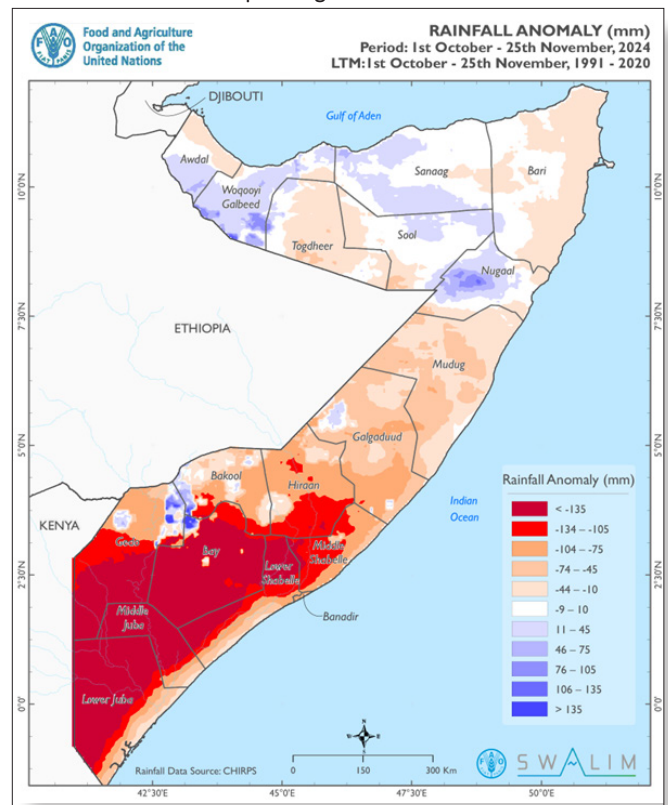 Food and Agriculture
Organization of the
United Nations
FIAT PANIS
RAINFALL ANOMALY (mm)
Period: 1st October - 25th November, 2024
LTM:1st October - 25th November, 1991 - 2020
DJIBOUTI
Gulf of Aden
Awdal
Sanaag
Bari
10°0'N
10°0'N
Woqooyi
Galbeed
Togdheer
Sool
Nugaal
7°30'N
7°30'N
ETHIOPIA
Mudug
Galgaduud
5°0'N
5°0'N
Bakool
Hiraan
Rainfall Anomaly (mm)
Indian
Ocean
KENYA
Gedo
Bay
Middle
Shabelle
Lower
Shabelle
2°30'N
2°30'N
Banadir
Middle
Juba
Lower Juba
0°0'
0°0'
< -135
-134 – -105
-104 – -75
-74 – -45
-44 – -10
-9 – 10
11 – 45
46 – 75
76 – 105
106 – 135
> 135
N
Rainfall Data Source: CHIRPS
0 150 300 Km
SWALIM
42°30'E
45°0'E
47°30'E
50°0'E